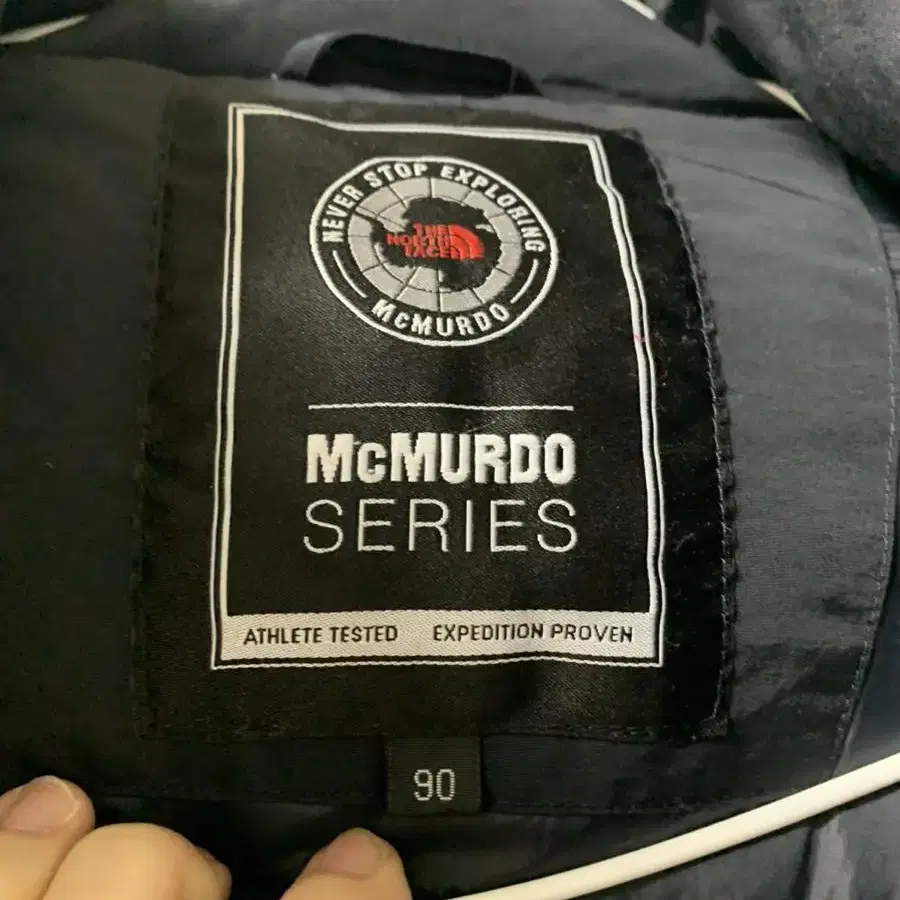 NEVER STOP EXPLORING
THE
NORTH
FACE
McMURDO
McMURDO
SERIES
ATHLETE TESTED EXPEDITION PROVEN
90